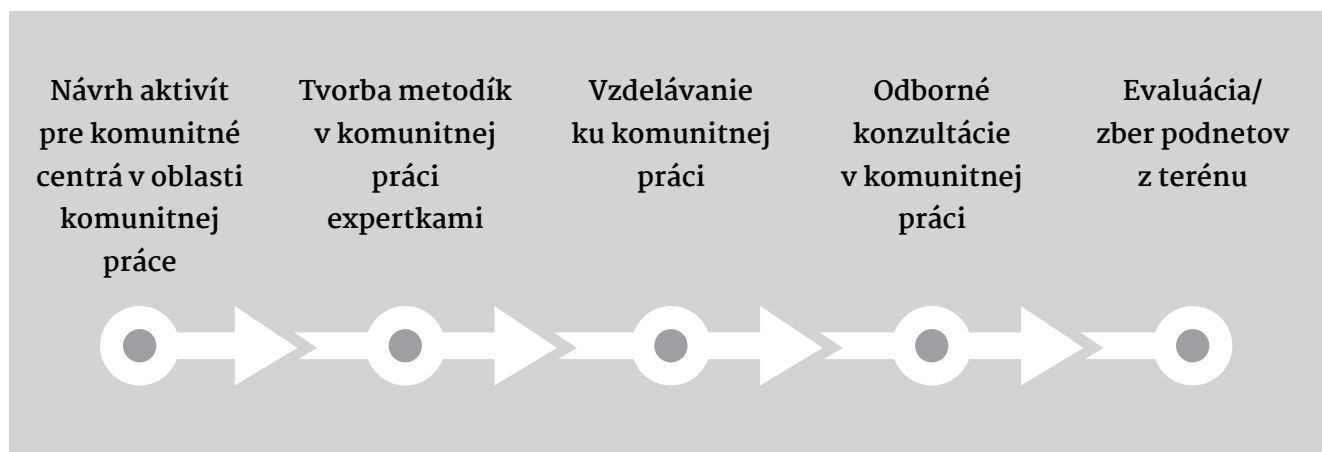 Návrh aktivít
pre komunitné
centrá v oblasti
komunitnej
práce
Tvorba metodík
v komunitnej
práci
expertkami
Vzdelávanie
ku komunitnej
práci
Odborné
konzultácie
v komunitnej
práci
Evaluácia/
zber podnetov
z terénu